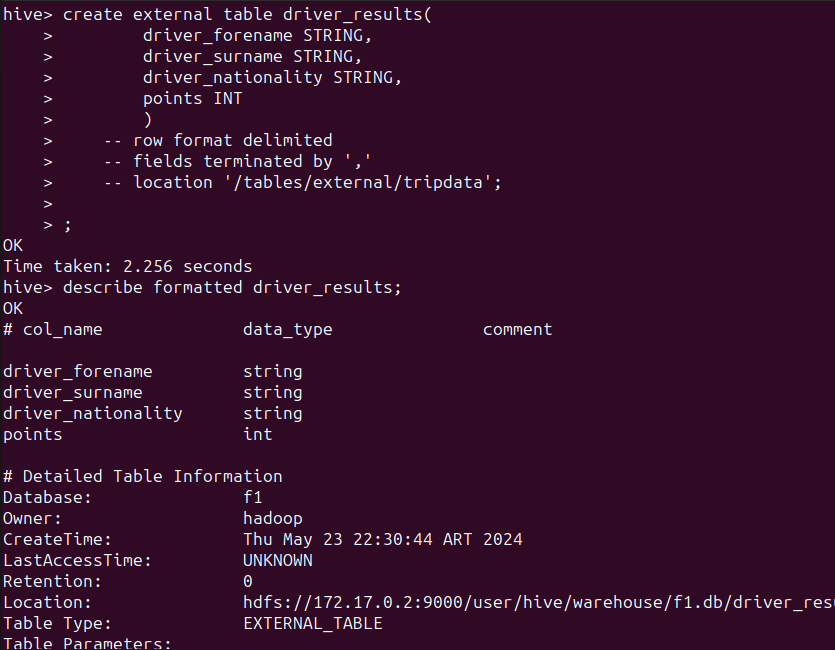 hive> create external table driver_results(
    >         driver_forename STRING,
    >         driver_surname STRING,
    >         driver_nationality STRING,
    >         points INT
    >         )
    >     -- row format delimited
    >     -- fields terminated by ','
    >     -- location '/tables/external/tripdata';
    >
    > ;
OK
Time taken: 2.256 seconds
hive> describe formatted driver_results;
OK
# col_name              data_type               comment

driver_forename         string
driver_surname          string
driver_nationality      string
points                  int

# Detailed Table Information
Database:               f1
Owner:                  hadoop
CreateTime:             Thu May 23 22:30:44 ART 2024
LastAccessTime:         UNKNOWN
Retention:              0
Location:               hdfs://172.17.0.2:9000/user/hive/warehouse/f1.db/driver_res
Table Type:             EXTERNAL_TABLE
Table Parameters: